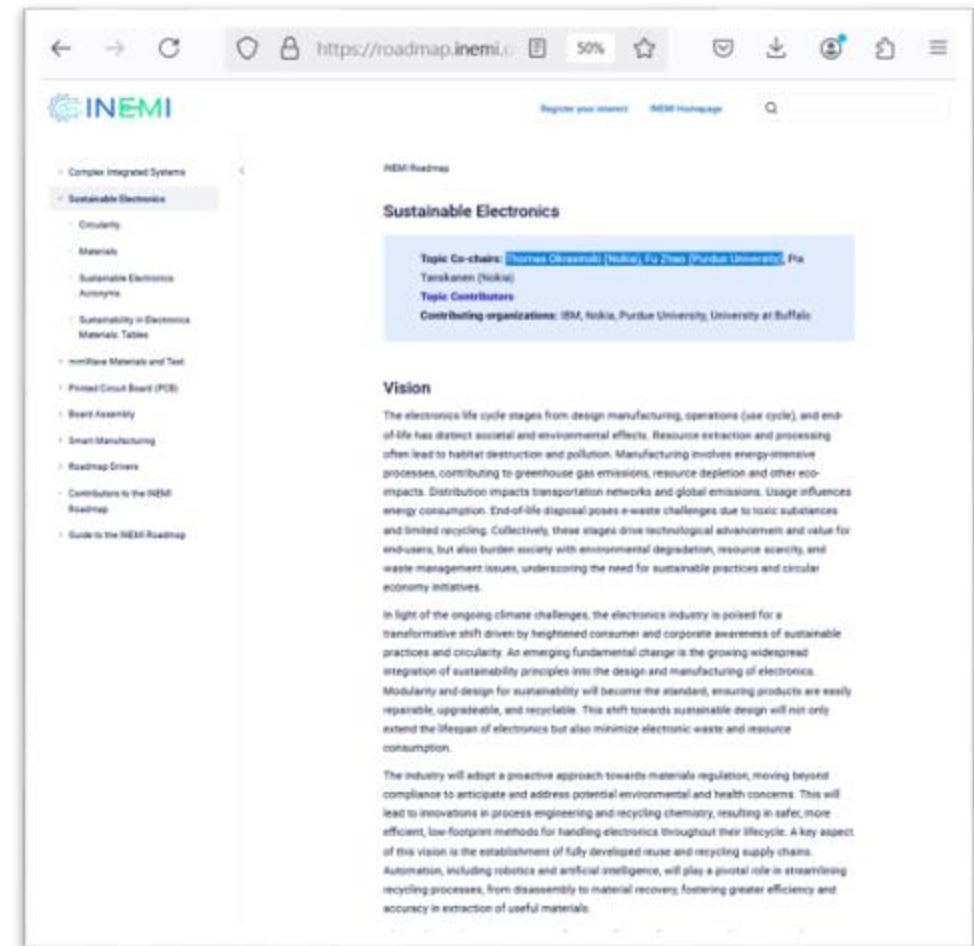 https://roadmap.inemi.c
50%
INEMI
Register your interest
INEMI Homepage
Complex Integrated Systems
Sustainable Electronics
Circularity
Materials
Sustainable Electronics
Acronyms
Sustainability in Electronics
Materials: Tables
mmWave Materials and Test
Printed Circuit Board (PCB)
Board Assembly
Smart Manufacturing
Roadmap Drivers
Contributors to the INEMI
Roadmap
Guide to the INEMI Roadmap
INEMI Roadmap
Sustainable Electronics
Topic Co-chairs: Thomas Okrasinski (Nokia), Fu Zhao (Purdue University), Pia
Tanskanen (Nokia)
Topic Contributors
Contributing organizations: IBM, Nokia, Purdue University, University at Buffalo
Vision
The electronics life cycle stages from design manufacturing, operations (use cycle), and end-
of-life has distinct societal and environmental effects. Resource extraction and processing
often lead to habitat destruction and pollution. Manufacturing involves energy-intensive
processes, contributing to greenhouse gas emissions, resource depletion and other eco-
impacts. Distribution impacts transportation networks and global emissions. Usage influences
energy consumption. End-of-life disposal poses e-waste challenges due to toxic substances
and limited recycling. Collectively, these stages drive technological advancement and value for
end-users, but also burden society with environmental degradation, resource scarcity, and
waste management issues, underscoring the need for sustainable practices and circular
economy initiatives.
In light of the ongoing climate challenges, the electronics industry is poised for a
transformative shift driven by heightened consumer and corporate awareness of sustainable
practices and circularity. An emerging fundamental change is the growing widespread
integration of sustainability principles into the design and manufacturing of electronics.
Modularity and design for sustainability will become the standard, ensuring products are easily
repairable, upgradeable, and recyclable. This shift towards sustainable design will not only
extend the lifespan of electronics but also minimize electronic waste and resource
consumption.
The industry will adopt a proactive approach towards materials regulation, moving beyond
compliance to anticipate and address potential environmental and health concerns. This will
lead to innovations in process engineering and recycling chemistry, resulting in safer, more
efficient, low-footprint methods for handling electronics throughout their lifecycle. A key aspect
of this vision is the establishment of fully developed reuse and recycling supply chains.
Automation, including robotics and artificial intelligence, will play a pivotal role in streamlining
recycling processes, from disassembly to material recovery, fostering greater efficiency and
accuracy in extraction of useful materials.